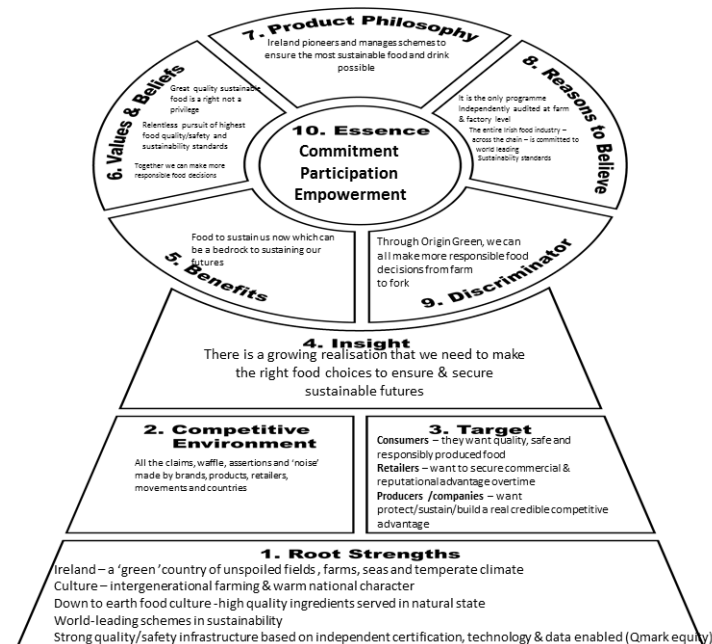 7. Product Philosophy
Ireland pioneers and manages schemes to
ensure the most sustainable food and drink
possible
6. Values & Beliefs
Great quality sustainable
food is a right not a
privilege
Relentless pursuit of highest
food quality/safety and
sustainability standards
Together we can make more
responsible food decisions
8. Reasons to Believe
It is the only programme
independently audited at farm
& factory level
The entire Irish food industry –
across the chain – is committed to
world leading
Sustainability standards
10. Essence
Commitment
Participation
Empowerment
5. Benefits
Food to sustain us now which can
be a bedrock to sustaining our
futures
9. Discriminator
Through Origin Green, we can
all make more responsible food
decisions from farm
to fork
4. Insight
There is a growing realisation that we need to make
the right food choices to ensure & secure
sustainable futures
2. Competitive
Environment
All the claims, waffle, assertions and ‘noise’
made by brands, products, retailers,
movements and countries
3. Target
Consumers – they want quality, safe and
responsibly produced food
Retailers – want to secure commercial &
reputational advantage overtime
Producers /companies – want
protect/sustain/build a real credible competitive
advantage
1. Root Strengths
Ireland – a ‘green’ country of unspoiled fields , farms, seas and temperate climate
Culture – intergenerational farming & warm national character
Down to earth food culture -high quality ingredients served in natural state
World-leading schemes in sustainability
Strong quality/safety infrastructure based on independent certification, technology & data enabled (Qmark equity)